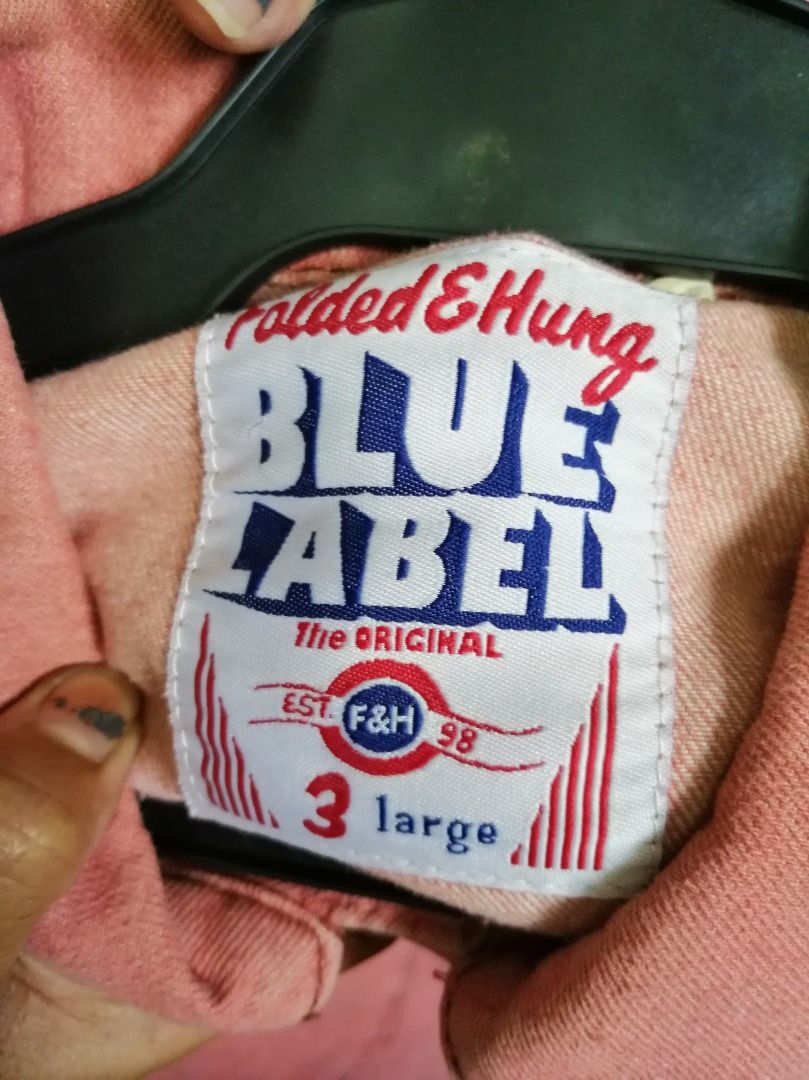 Folded & Hung
BLUE
LABEL
The ORIGINAL
EST. F&H 98
3 large